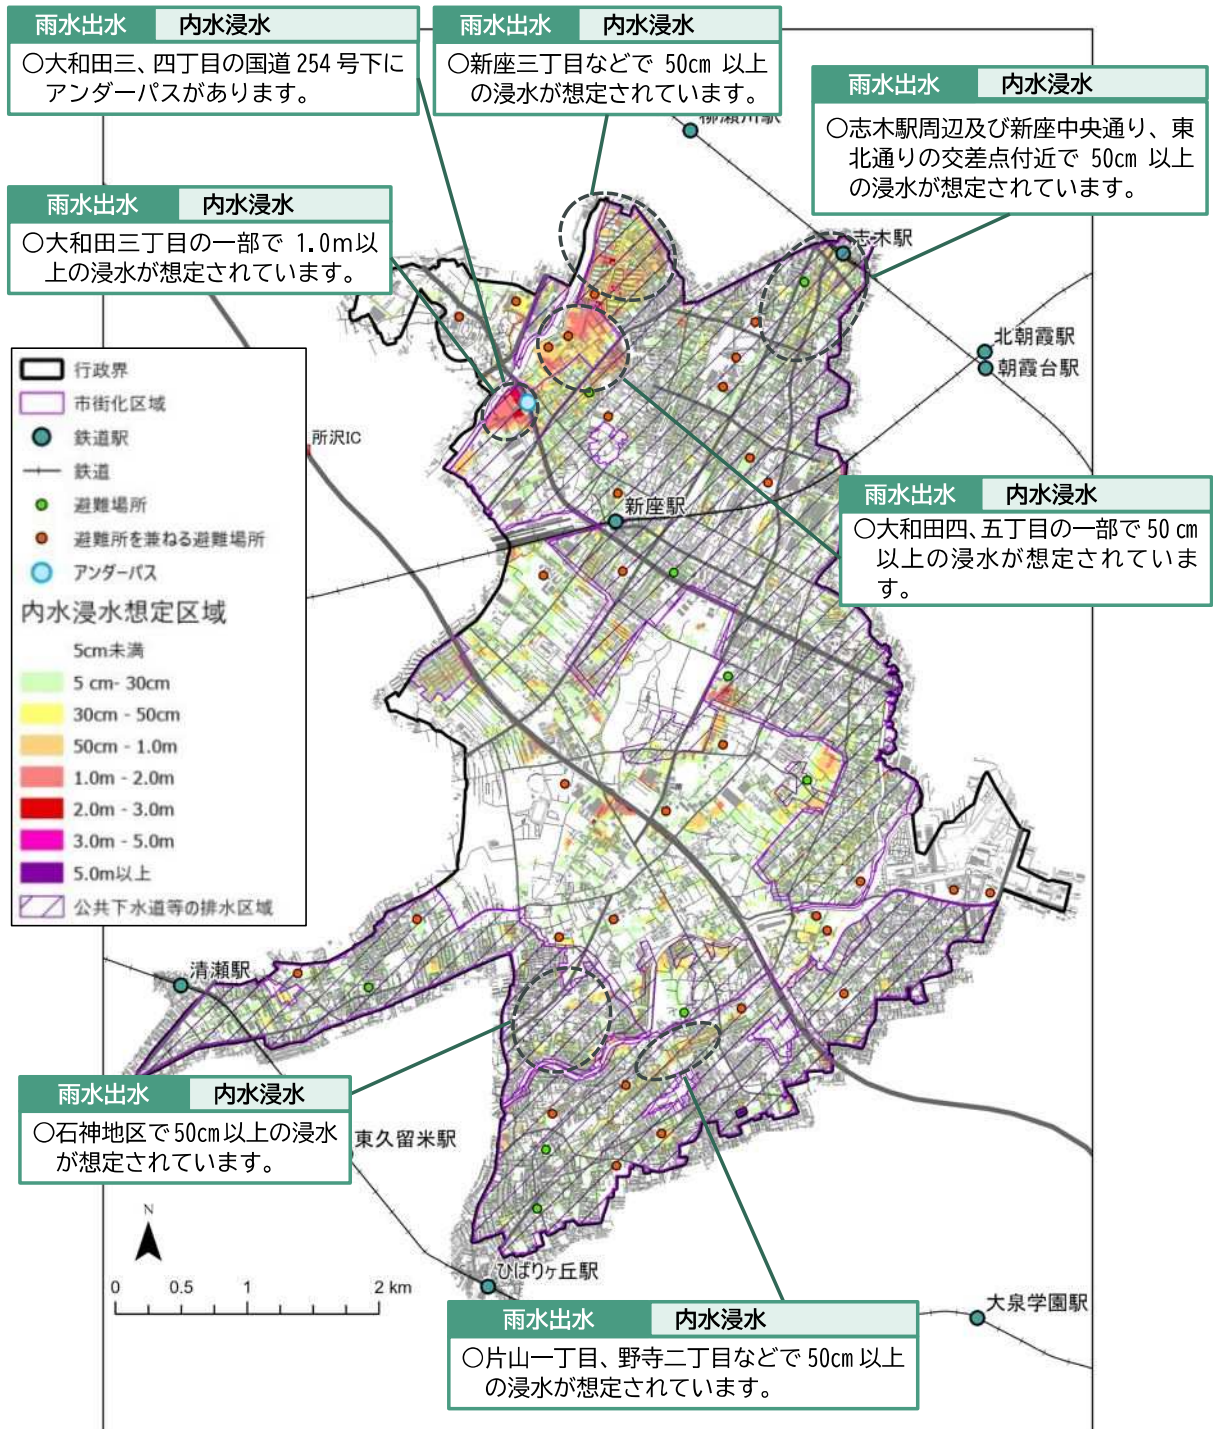 雨水出水 内水浸水
○大和田三、四丁目の国道 254 号下に
アンダーパスがあります。
雨水出水 内水浸水
○新座三丁目などで 50cm 以上
の浸水が想定されています。
雨水出水 内水浸水
○志木駅周辺及び新座中央通り、東
北通りの交差点付近で 50cm 以上
の浸水が想定されています。
雨水出水 内水浸水
○大和田三丁目の一部で 1.0m以
上の浸水が想定されています。
柳瀬川駅
志木駅
北朝霞駅
朝霞台駅
所沢IC
新座駅
行政界
市街化区域
鉄道駅
鉄道
避難場所
避難所を兼ねる避難場所
アンダーパス
内水浸水想定区域
5cm未満
5 cm- 30cm
30cm - 50cm
50cm - 1.0m
1.0m - 2.0m
2.0m - 3.0m
3.0m - 5.0m
5.0m以上
公共下水道等の排水区域
雨水出水 内水浸水
○大和田四、五丁目の一部で 50 cm
以上の浸水が想定されていま
す。
清瀬駅
雨水出水 内水浸水
○石神地区で50cm以上の浸水
が想定されています。
東久留米駅
N
0 0.5 1 2 km
ひばりヶ丘駅
大泉学園駅
雨水出水 内水浸水
○片山一丁目、野寺二丁目などで 50cm 以上
の浸水が想定されています。